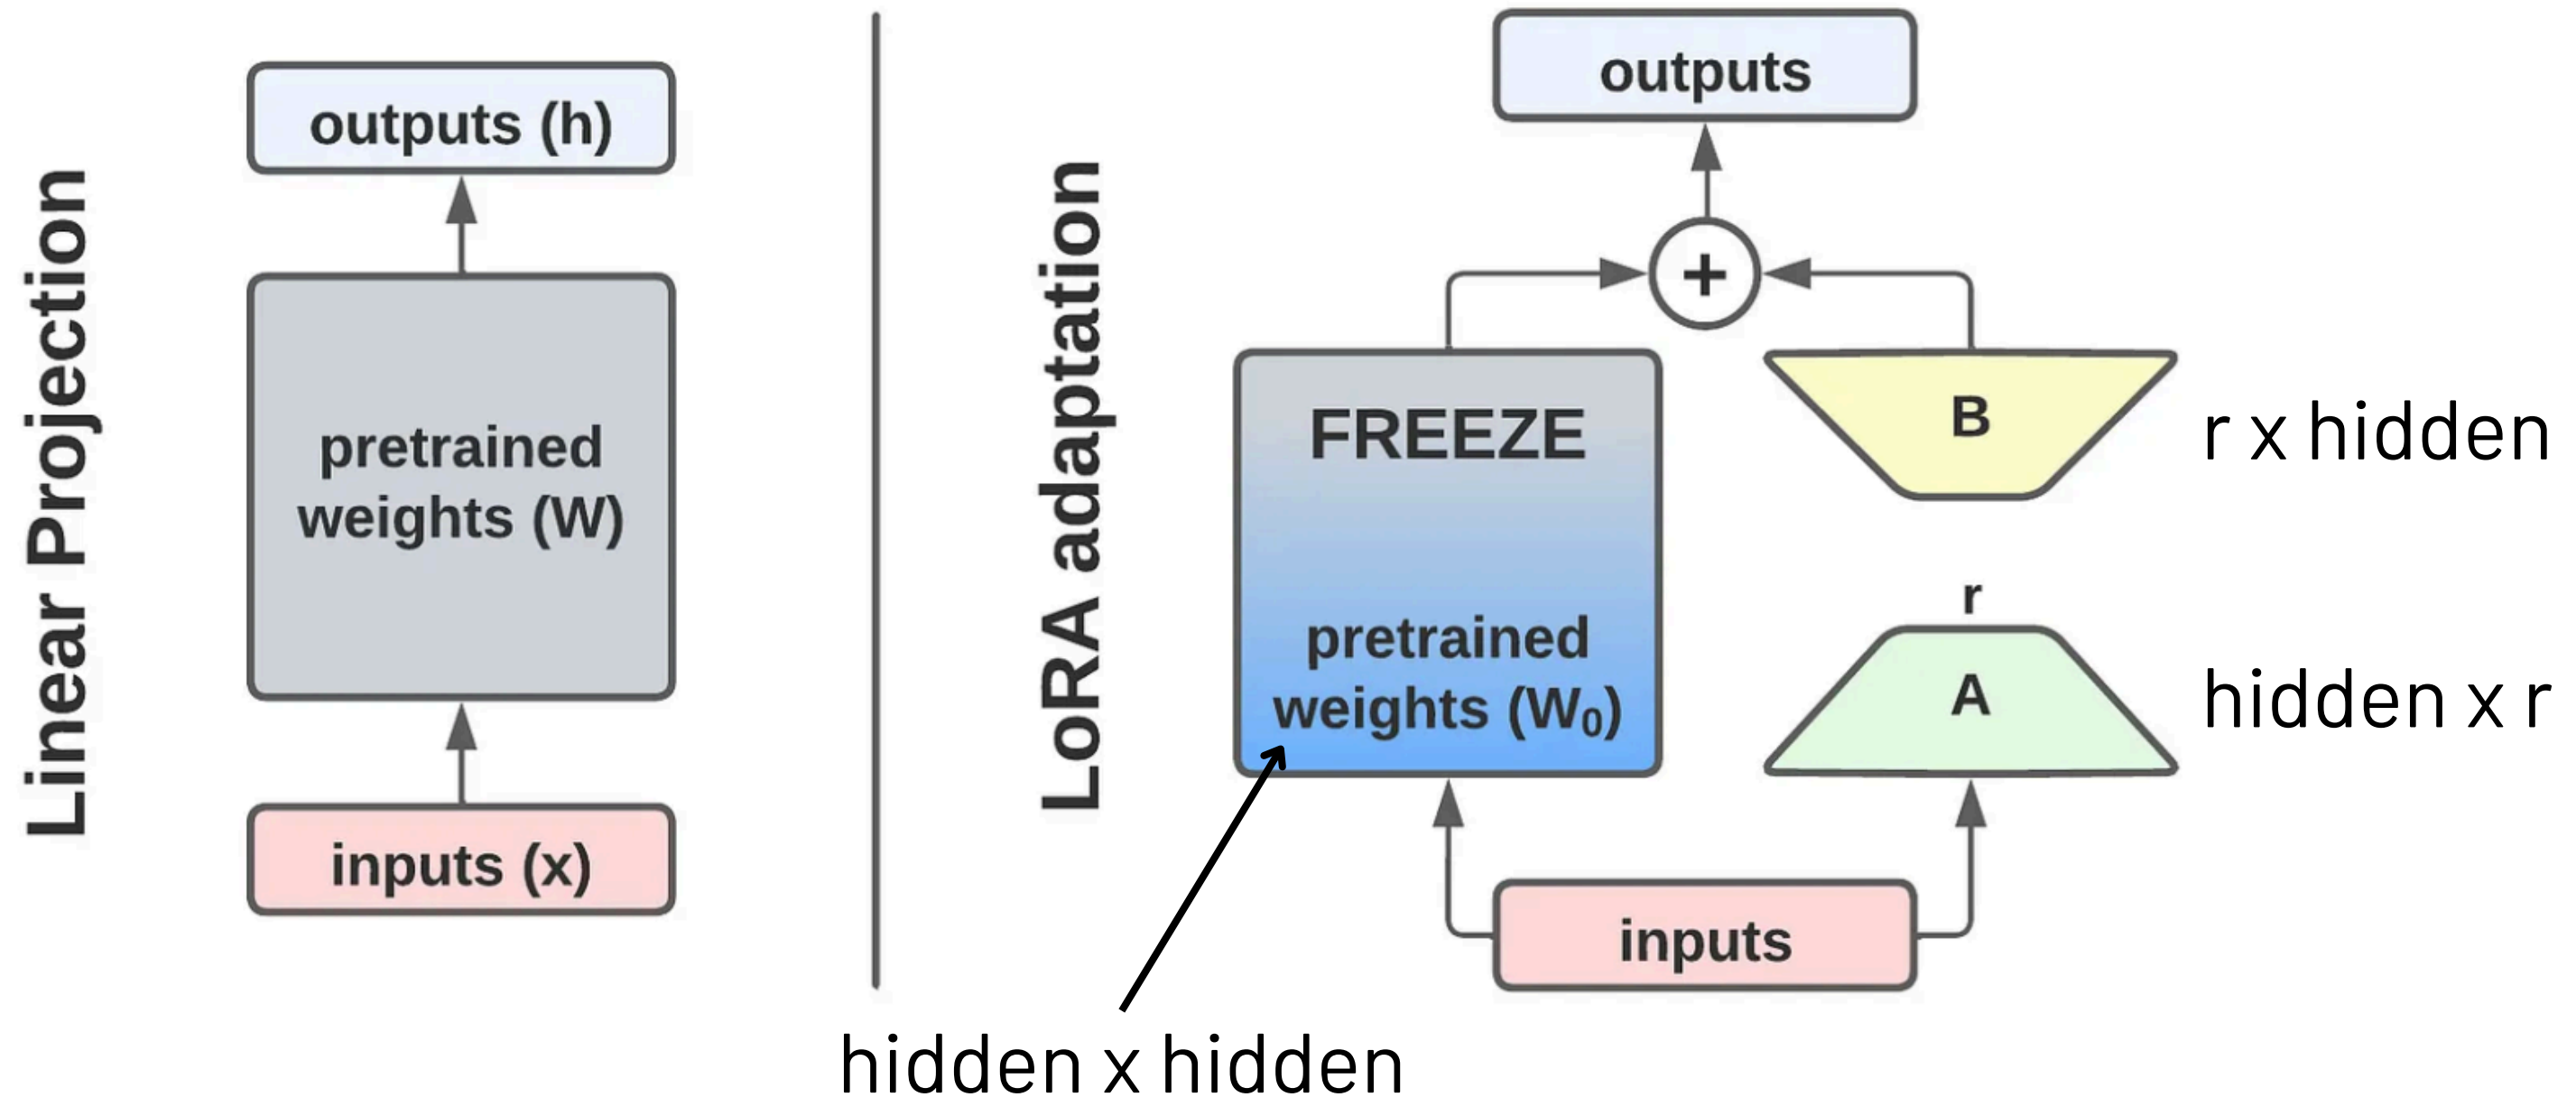 Linear Projection
outputs (h)
pretrained
weights (W)
inputs (x)
LoRA adaptation
outputs
+
FREEZE
pretrained
weights (W₀)
B
r x hidden
r
A
hidden x r
inputs
hidden x hidden